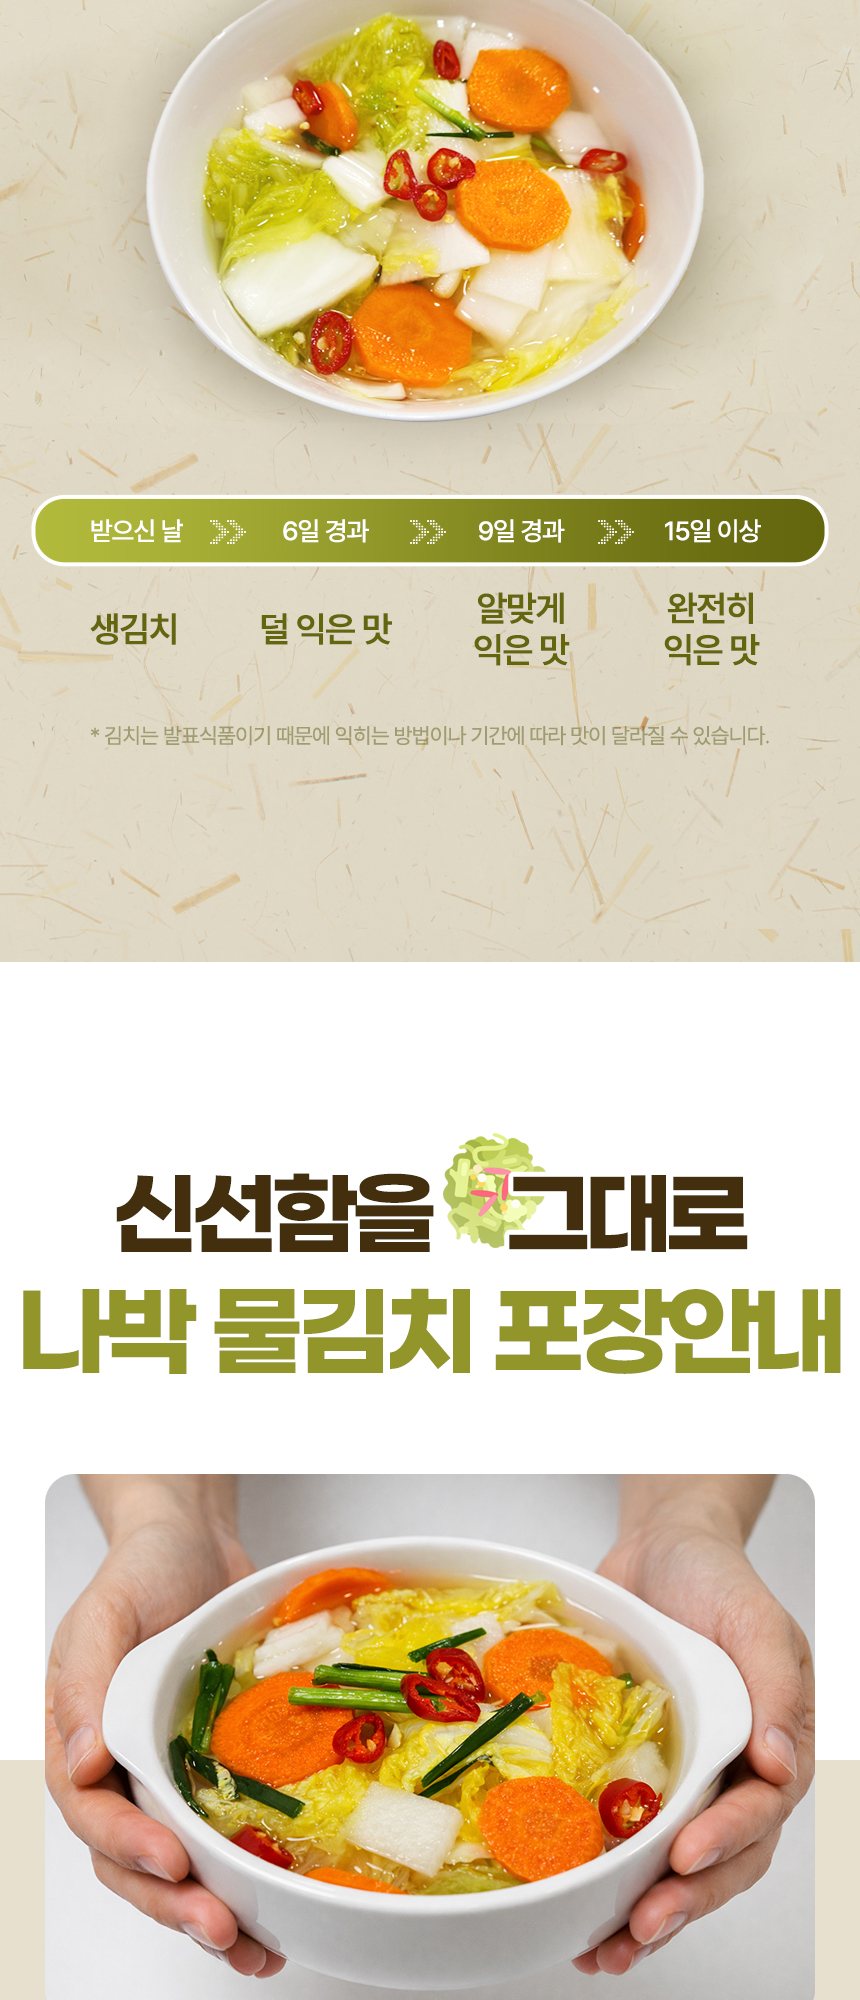 받으신 날 6일 경과 9일 경과 15일 이상
생김치 덜 익은 맛 알맞게 익은 맛 완전히 익은 맛
* 김치는 발표식품이기 때문에 익히는 방법이나 기간에 따라 맛이 달라질 수 있습니다.
신선함을 그대로
나박 물김치 포장안내